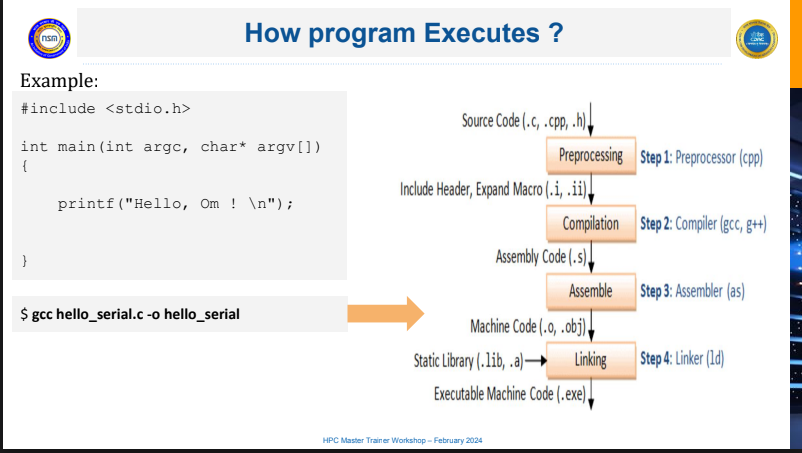 How program Executes ?
nsm
CDAC
Example:
#include <stdio.h>
int main(int argc, char* argv[])
{
printf("Hello, Om ! \n");
}
$ gcc hello_serial.c -o hello_serial
Source Code (.c, .cpp, .h)
Preprocessing
Step 1: Preprocessor (cpp)
Include Header, Expand Macro (.i, .ii)
Compilation
Step 2: Compiler (gcc, g++)
Assembly Code (.s)
Assemble
Step 3: Assembler (as)
Machine Code (.o, .obj)
Static Library (.lib, .a)
Linking
Step 4: Linker (ld)
Executable Machine Code (.exe)
HPC Master Trainer Workshop – February 2024